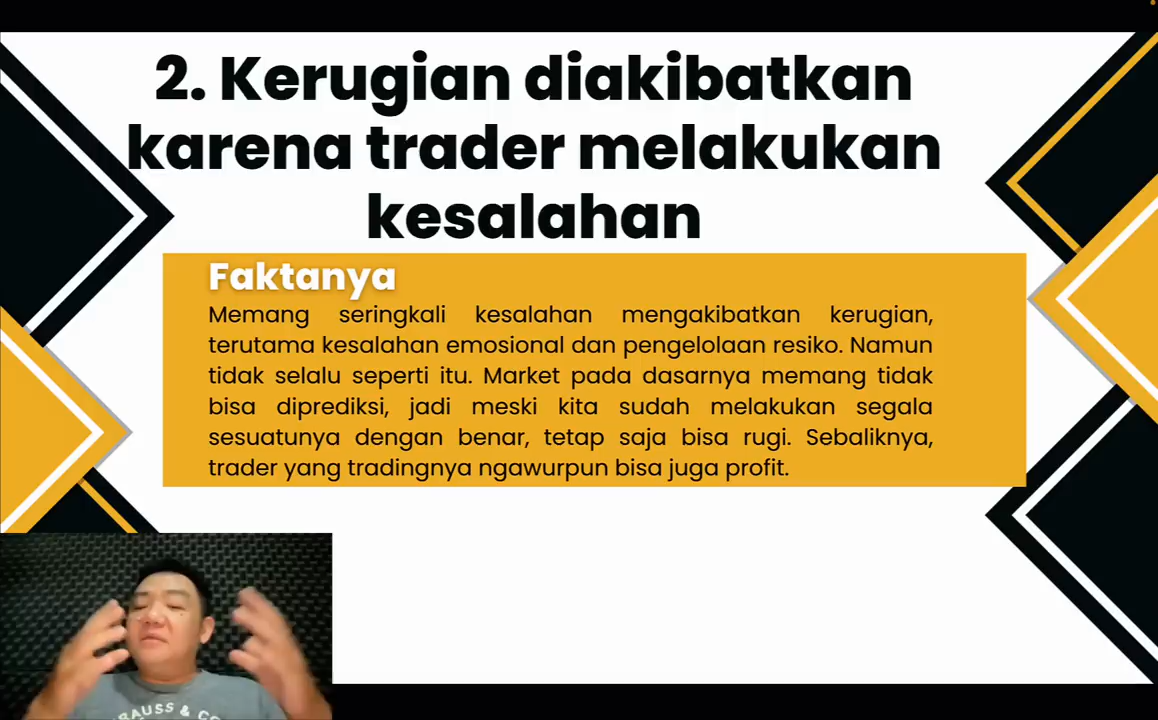 2. Kerugian diakibatkan
karena trader melakukan
kesalahan
Faktanya
Memang seringkali kesalahan mengakibatkan kerugian,
terutama kesalahan emosional dan pengelolaan resiko. Namun
tidak selalu seperti itu. Market pada dasarnya memang tidak
bisa diprediksi, jadi meski kita sudah melakukan segala
sesuatunya dengan benar, tetap saja bisa rugi. Sebaliknya,
trader yang tradingnya ngawurpun bisa juga profit.